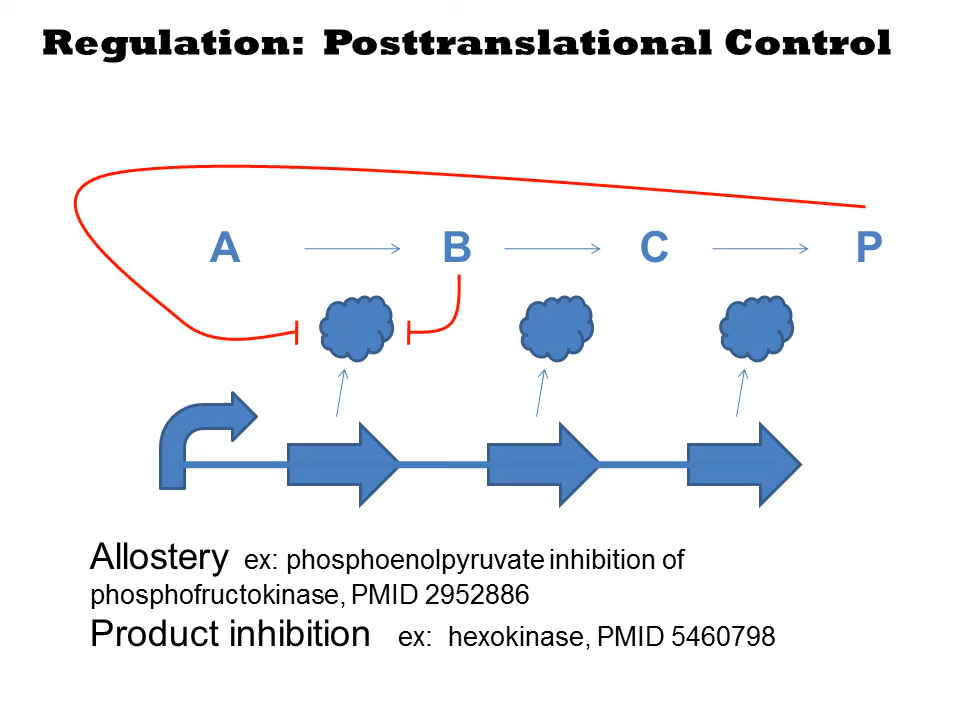 Regulation: Posttranslational Control
A B C P
Allostery ex: phosphoenolpyruvate inhibition of
phosphofructokinase, PMID 2952886
Product inhibition ex: hexokinase, PMID 5460798